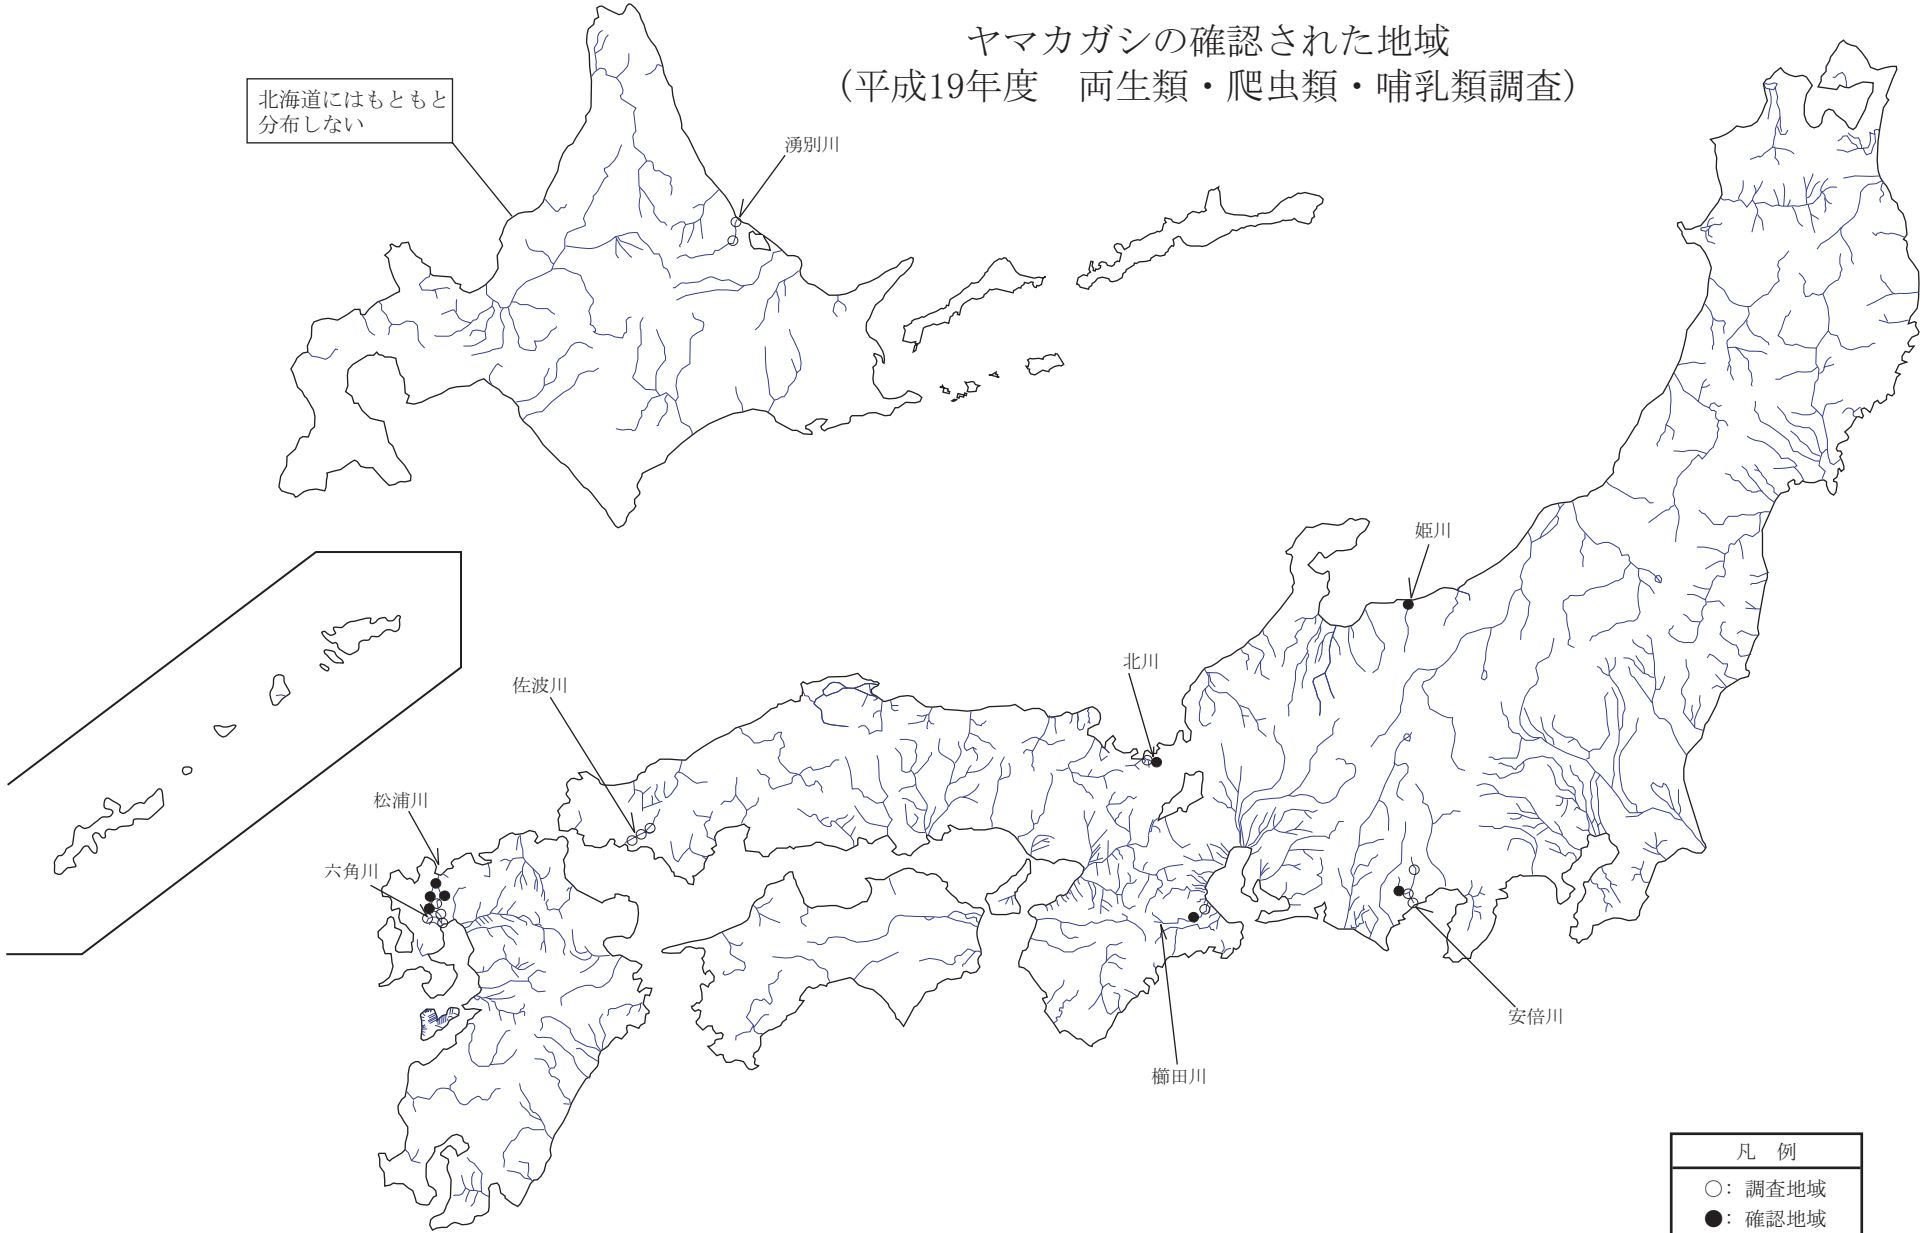 ヤマカガシの確認された地域
(平成19年度　両生類・爬虫類・哺乳類調査)
北海道にはもともと
分布しない
湧別川
姫川
北川
佐波川
松浦川
六角川
安倍川
櫛田川
凡　例
○：調査地域
●：確認地域